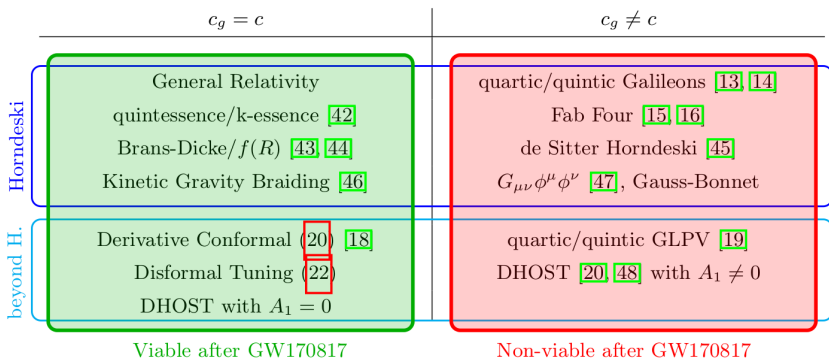 c_g = c
c_g ≠ c
Horndeski
General Relativity
quintessence/k-essence [42]
Brans-Dicke/f(R) [43, 44]
Kinetic Gravity Braiding [46]
quartic/quintic Galileons [13, 14]
Fab Four [15, 16]
de Sitter Horndeski [45]
G_{μν}ϕ^μϕ^ν [47], Gauss-Bonnet
beyond H.
Derivative Conformal (20) [18]
Disformal Tuning (22)
DHOST with A_1 = 0
quartic/quintic GLPV [19]
DHOST [20, 48] with A_1 ≠ 0
Viable after GW170817
Non-viable after GW170817